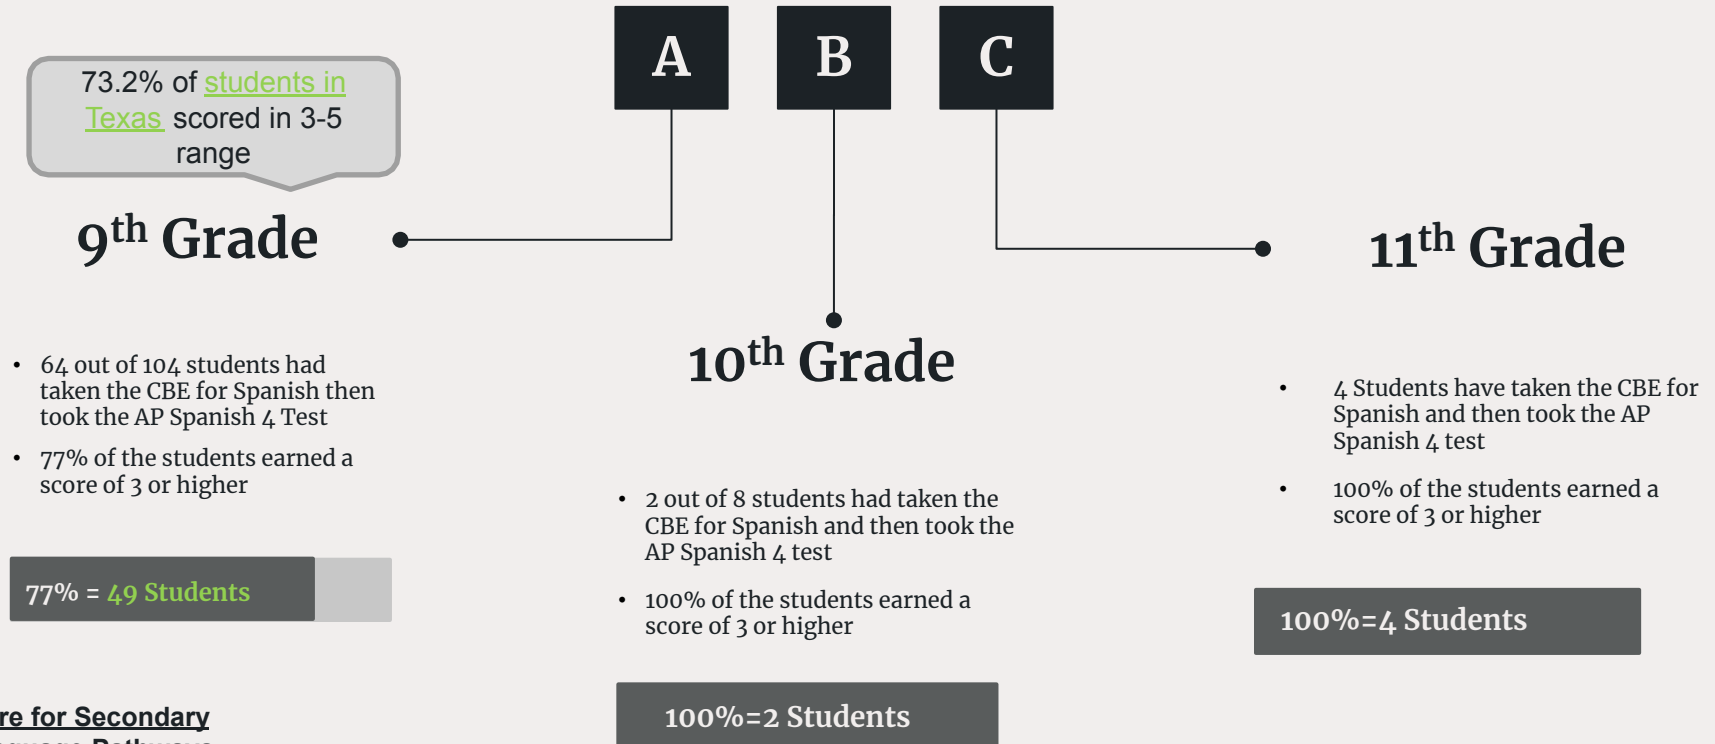 A B C
73.2% of students in
Texas scored in 3-5
range
9th Grade
• 64 out of 104 students had
taken the CBE for Spanish then
took the AP Spanish 4 Test
• 77% of the students earned a
score of 3 or higher
77% = 49 Students
10th Grade
• 2 out of 8 students had taken the
CBE for Spanish and then took the
AP Spanish 4 test
• 100% of the students earned a
score of 3 or higher
100%=2 Students
11th Grade
• 4 Students have taken the CBE for
Spanish and then took the AP
Spanish 4 test
• 100% of the students earned a
score of 3 or higher
100%=4 Students
for Secondary
Pathways